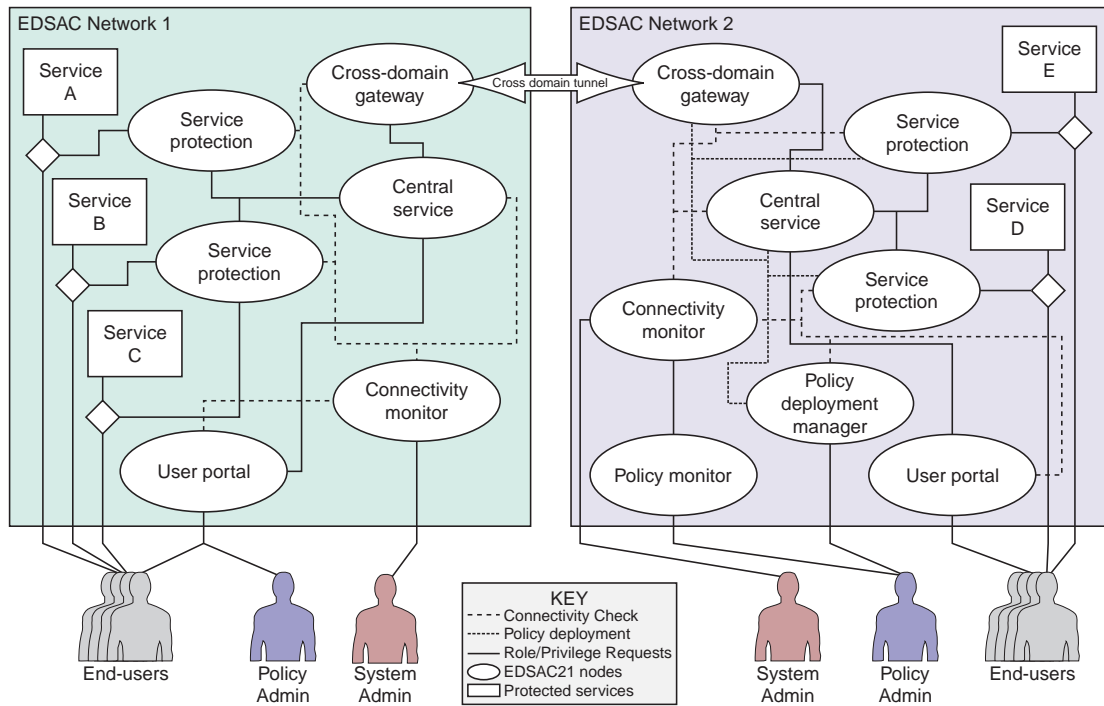 EDSAC Network 1
Service
A
Service
protection
Cross-domain
gateway
Service
B
Central
service
Service
protection
Service
C
Connectivity
monitor
User portal
Cross domain tunnel
EDSAC Network 2
Cross-domain
gateway
Service
E
Service
protection
Central
service
Service
D
Service
protection
Connectivity
monitor
Policy
deployment
manager
Policy monitor
User portal
End-users
Policy
Admin
System
Admin
KEY
Connectivity Check
Policy deployment
Role/Privilege Requests
EDSAC21 nodes
Protected services
System
Admin
Policy
Admin
End-users